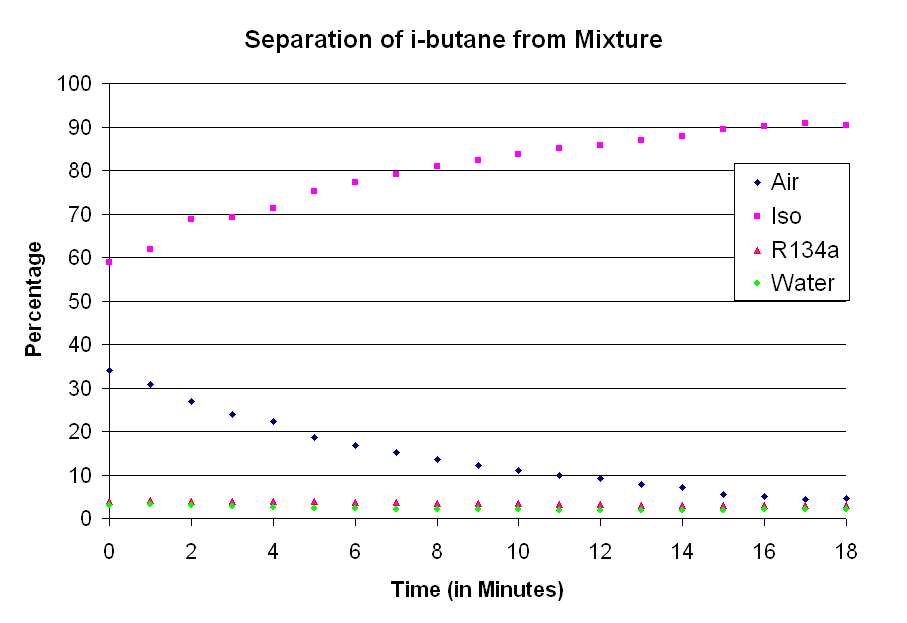 Separation of i-butane from Mixture
100
90
80
70
60
50
40
30
20
10
0
Percentage
Air
Iso
R134a
Water
0 2 4 6 8 10 12 14 16 18
Time (in Minutes)